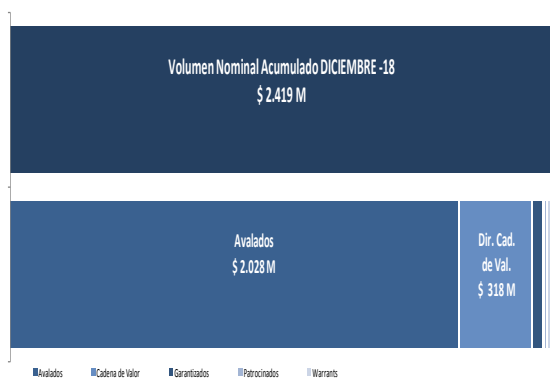 Volumen Nominal Acumulado DICIEMBRE -18
$ 2.419 M
Avalados
$ 2.028 M
Dir. Cad.
de Val.
$ 318 M
Avalados Cadena de Valor Garantizados Patrocinados Warrants